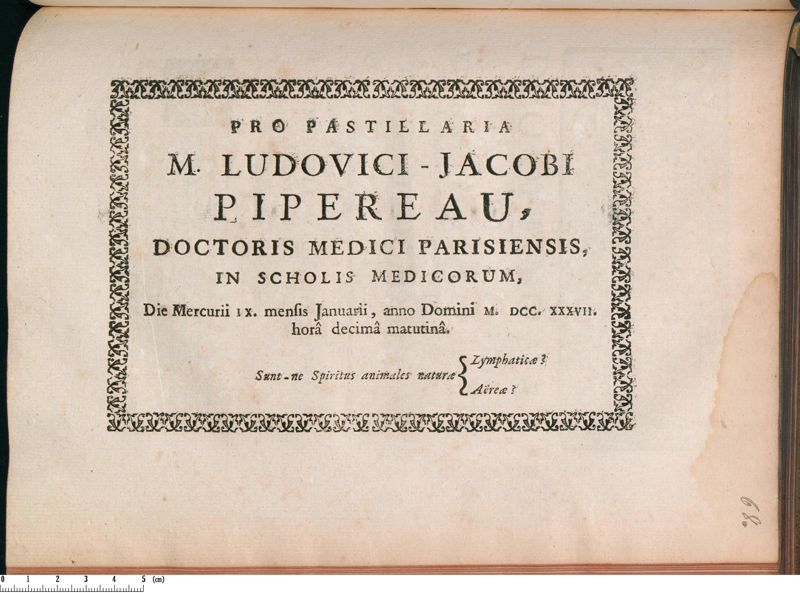 PRO PASTILLARIA
M. LUDOVICI - JACOBI
PIPEREAU,
DOCTORIS MEDICI PARISIENSIS,
IN SCHOLIS MEDICORUM,
Die Mercurii IX. mensis Januarii, anno Domini M. DCC. XXXVII.
horâ decimâ matutinâ.
Sunt-ne Spiritus animales naturæ { Lymphaticæ?
Aëreæ?
89
0 1 2 3 4 5 (cm)